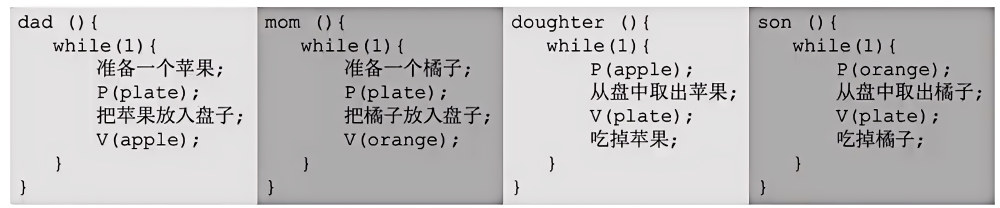 dad (){
while(1){
准备一个苹果;
P(plate);
把苹果放入盘子;
V(apple);
}
}
mom (){
while(1){
准备一个橘子;
P(plate);
把橘子放入盘子;
V(orange);
}
}
doughter (){
while(1){
P(apple);
从盘中取出苹果;
V(plate);
吃掉苹果;
}
}
son (){
while(1){
P(orange);
从盘中取出橘子;
V(plate);
吃掉橘子;
}
}